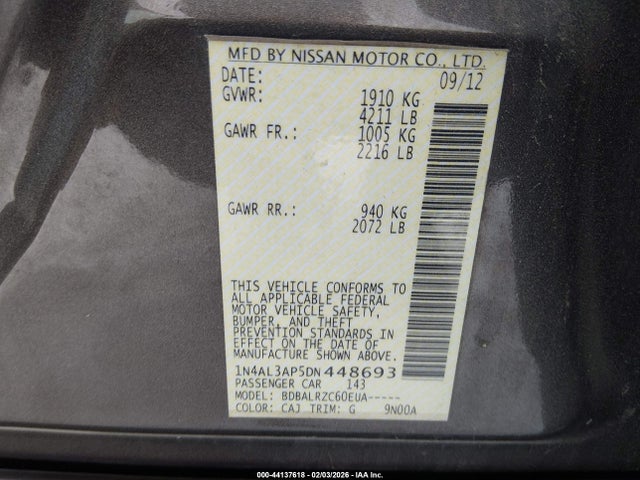 MFD BY NISSAN MOTOR CO., LTD.
DATE: 09/12
GVWR: 1910 KG
4211 LB
GAWR FR.: 1005 KG
2216 LB
GAWR RR.: 940 KG
2072 LB
THIS VEHICLE CONFORMS TO
ALL APPLICABLE FEDERAL
MOTOR VEHICLE SAFETY,
BUMPER, AND THEFT
PREVENTION STANDARDS IN
EFFECT ON THE DATE OF
MANUFACTURE SHOWN ABOVE.
1N4AL3AP5DN448693
PASSENGER CAR 143
MODEL: BDBALRZC60EUA-----
COLOR: CAJ TRIM: G 9N00A
000-44137618 - 02/03/2026 - IAA Inc.